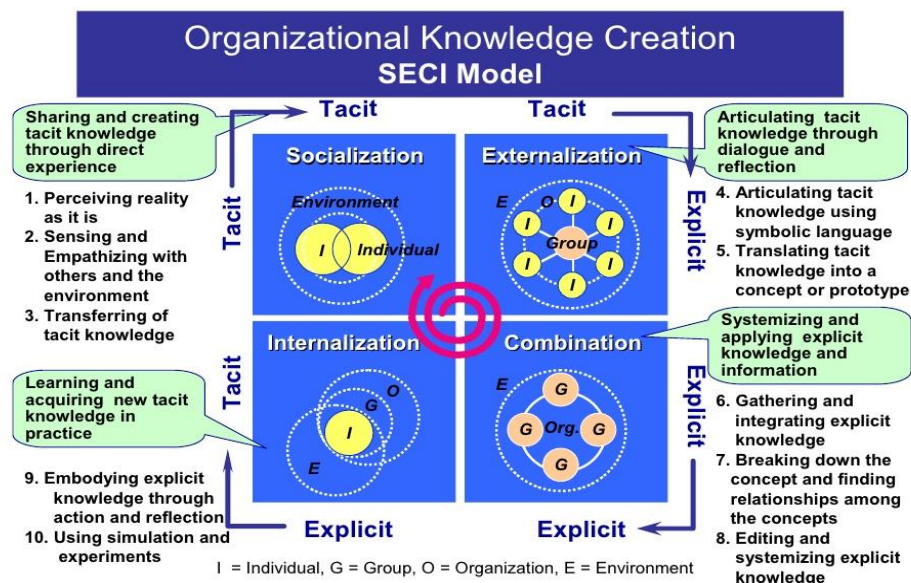 Organizational Knowledge Creation
SECI Model
Tacit
Tacit
Sharing and creating
tacit knowledge
through direct
experience
1. Perceiving reality
as it is
2. Sensing and
Empathizing with
others and the
environment
3. Transferring of
tacit knowledge
Tacit
Socialization
Environment
I
Individual
Externalization
E
O
I
I
I
Group
I
I
I
Explicit
Articulating tacit
knowledge through
dialogue and
reflection
4. Articulating tacit
knowledge using
symbolic language
5. Translating tacit
knowledge into a
concept or prototype
Learning and
acquiring new tacit
knowledge in
practice
9. Embodying explicit
knowledge through
action and reflection
10. Using simulation and
experiments
Tacit
Internalization
O
G
I
E
Combination
E
G
G
Org.
G
G
Explicit
Systemizing and
applying explicit
knowledge and
information
6. Gathering and
integrating explicit
knowledge
7. Breaking down the
concept and finding
relationships among
the concepts
8. Editing and
systemizing explicit
knowledge
Explicit
Explicit
I = Individual, G = Group, O = Organization, E = Environment